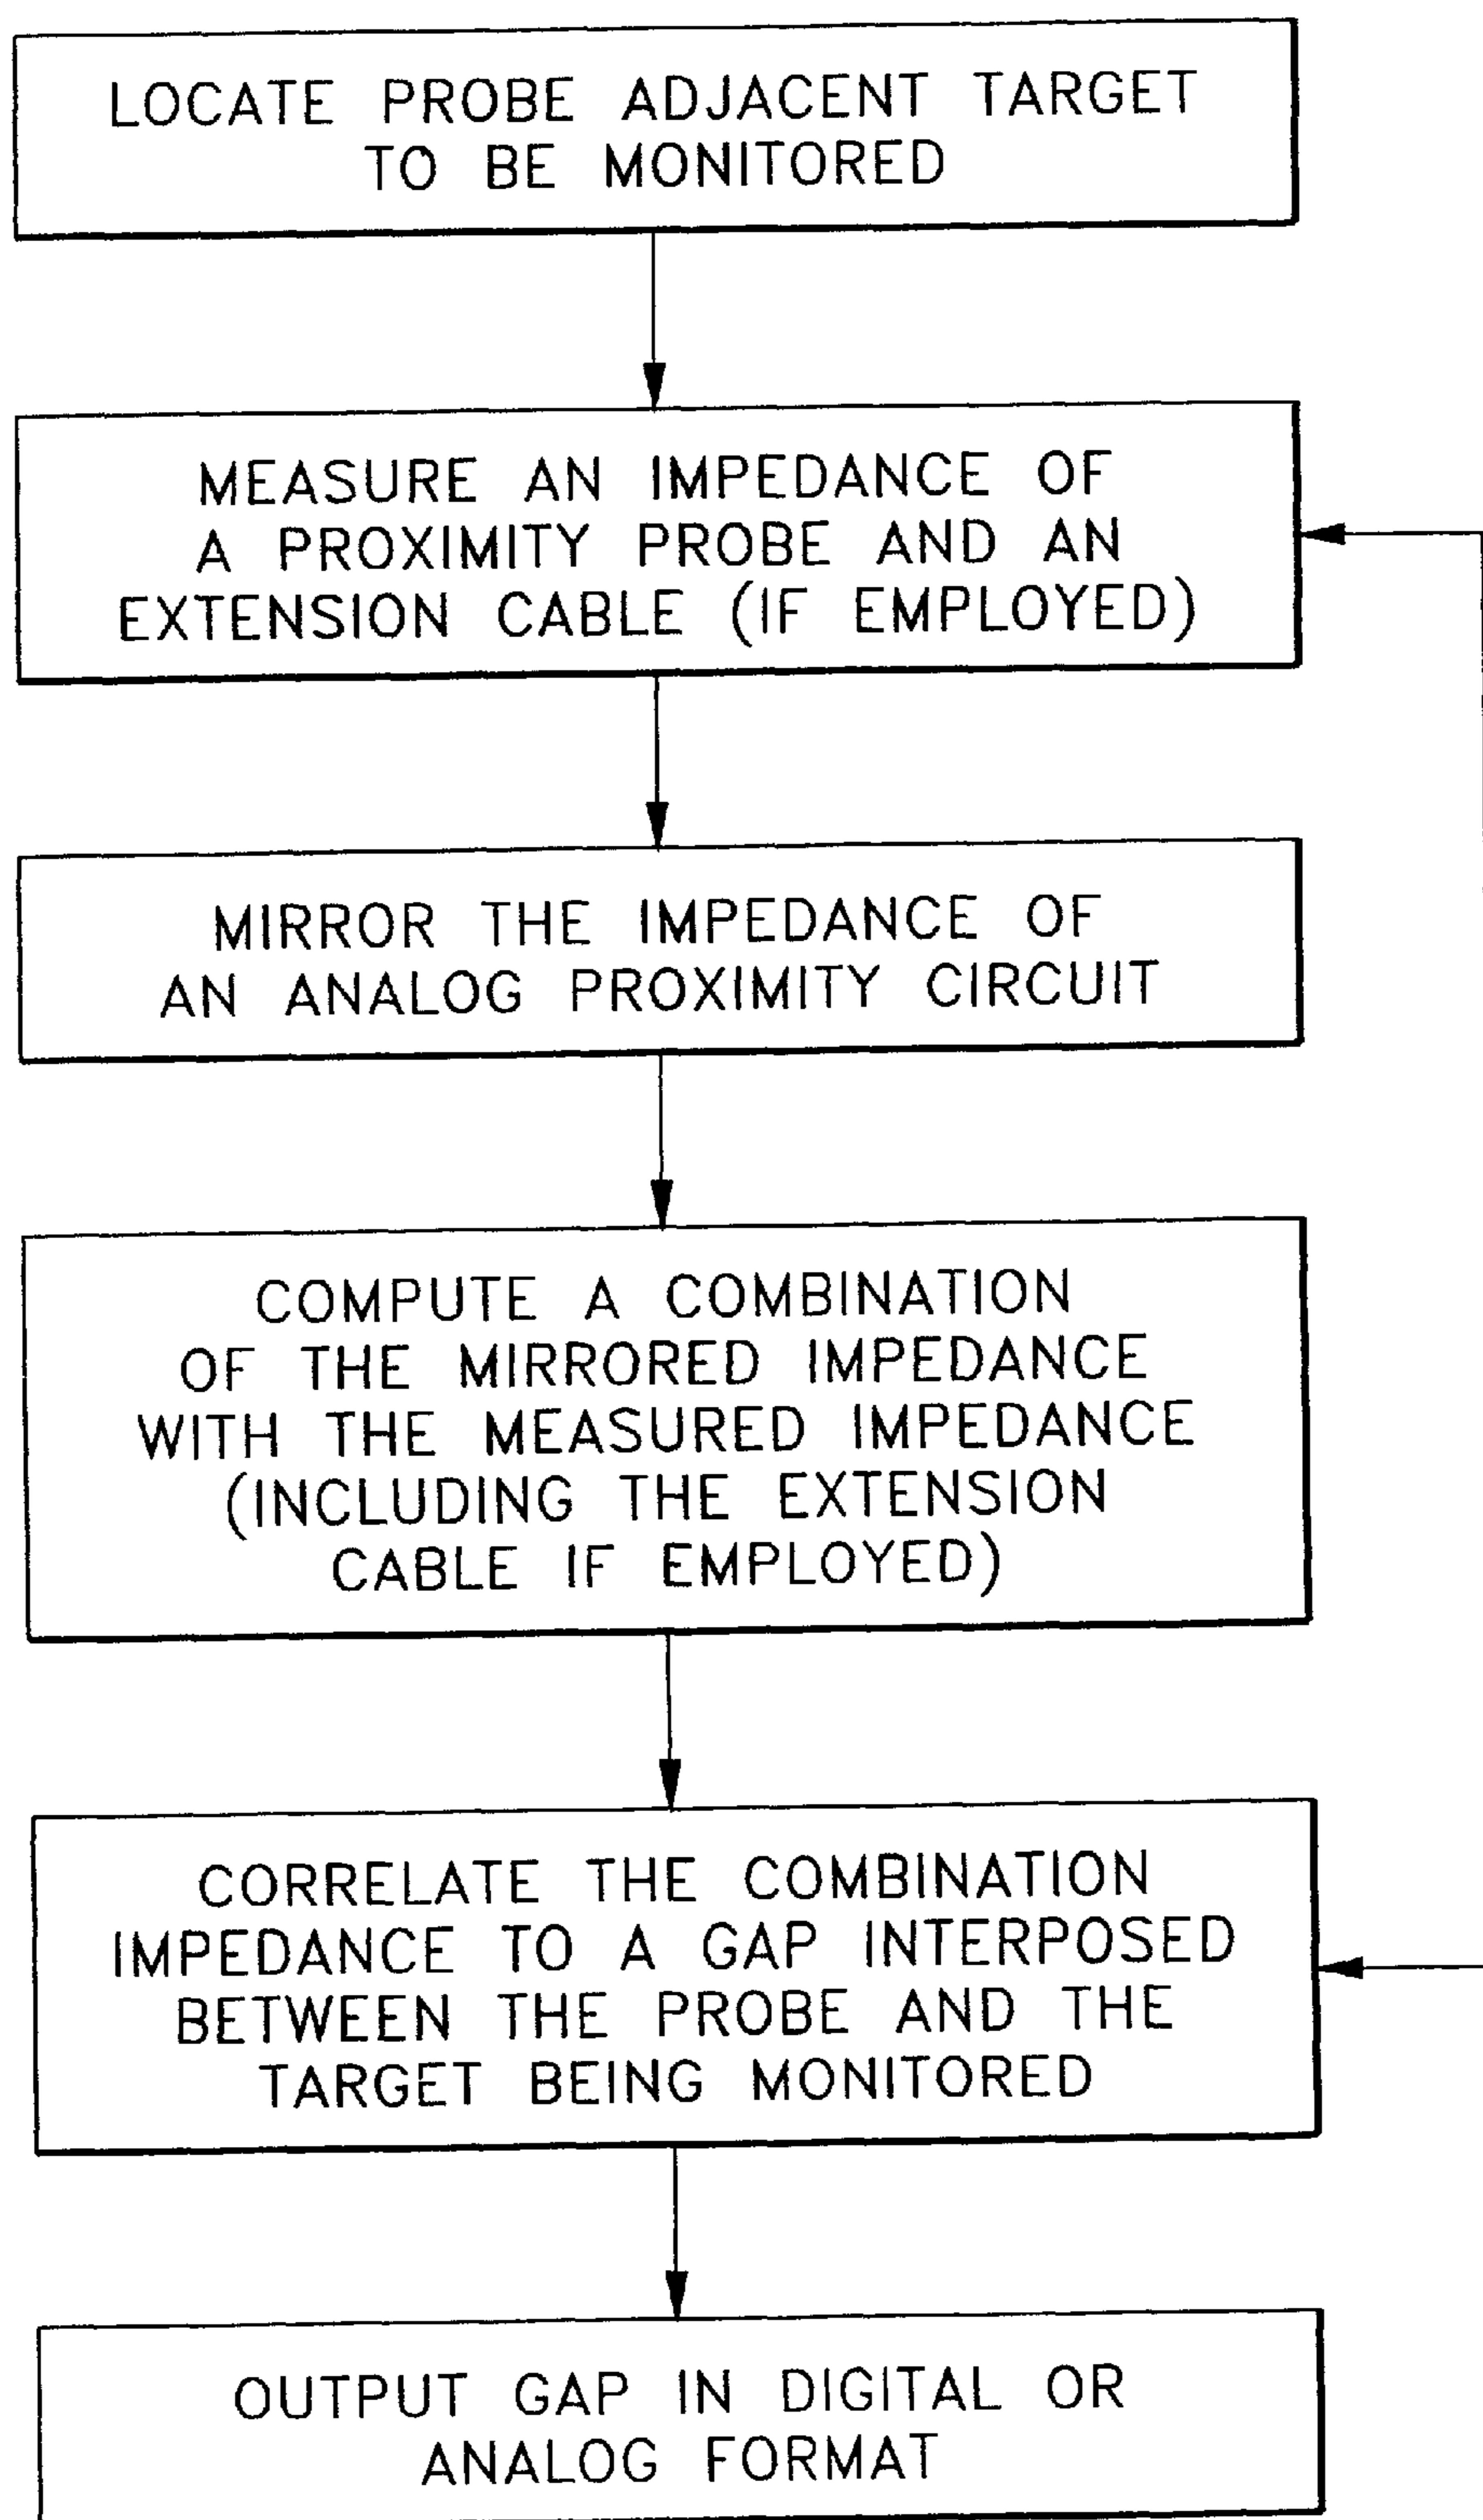 LOCATE PROBE ADJACENT TARGET
TO BE MONITORED
MEASURE AN IMPEDANCE OF
A PROXIMITY PROBE AND AN
EXTENSION CABLE (IF EMPLOYED)
MIRROR THE IMPEDANCE OF
AN ANALOG PROXIMITY CIRCUIT
COMPUTE A COMBINATION
OF THE MIRRORED IMPEDANCE
WITH THE MEASURED IMPEDANCE
(INCLUDING THE EXTENSION
CABLE IF EMPLOYED)
CORRELATE THE COMBINATION
IMPEDANCE TO A GAP INTERPOSED
BETWEEN THE PROBE AND THE
TARGET BEING MONITORED
OUTPUT GAP IN DIGITAL OR
ANALOG FORMAT